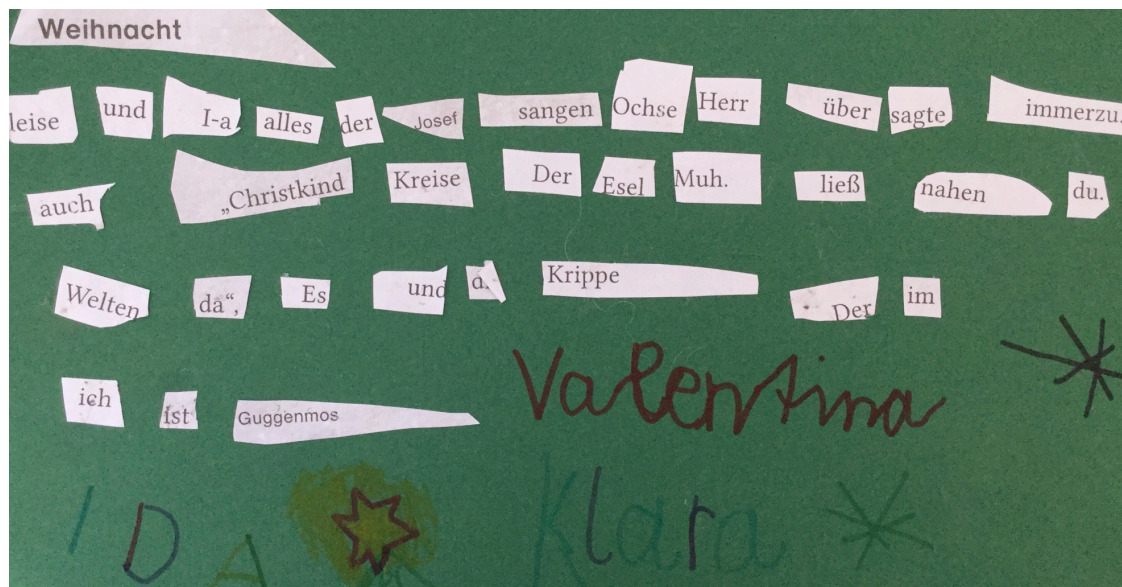 Weihnacht
leise und I-a alles der Josef sangen Ochse Herr über sagte immerzu.
auch „Christkind Kreise Der Esel Muh. ließ nahen du.
Welten da“, Es und a. Krippe Der im
ich ist Guggenmos
Valentina
IDA Klara